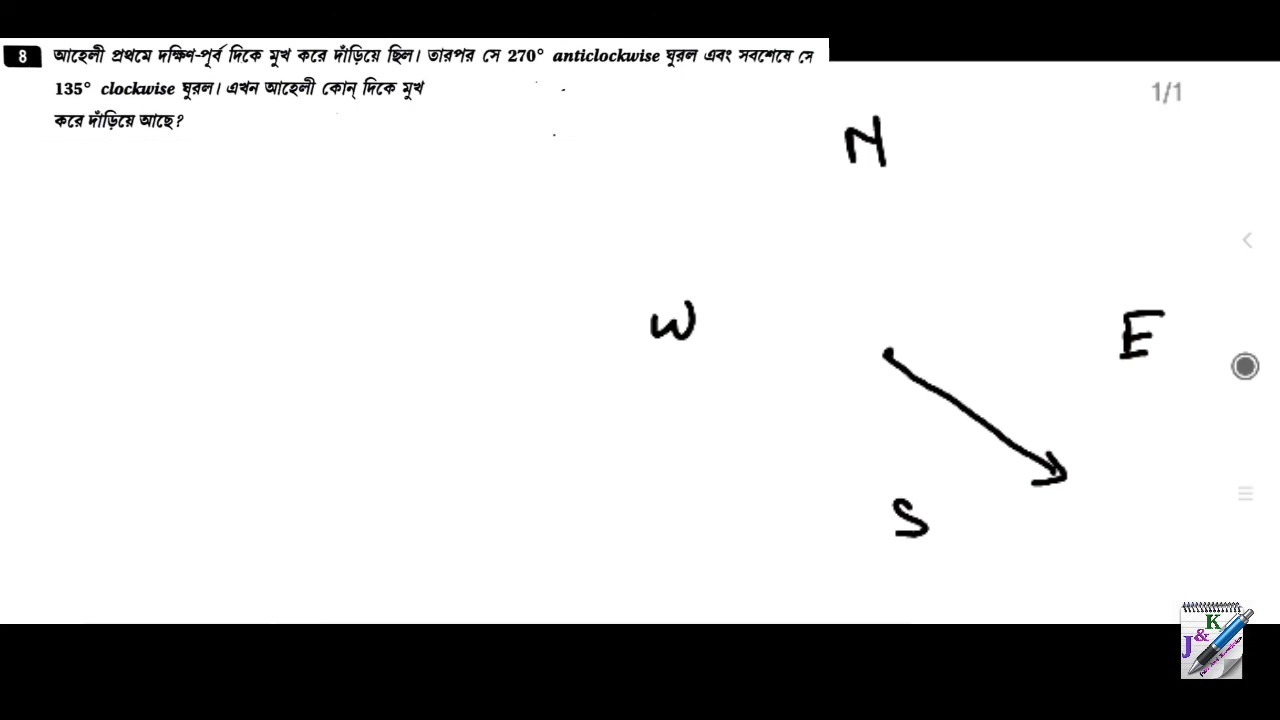 8 আহেলী প্রথমে দক্ষিণ-পূর্ব দিকে মুখ করে দাঁড়িয়ে ছিল। তারপর সে 270° anticlockwise ঘুরল এবং সবশেষে সে
135° clockwise ঘুরল। এখন আহেলী কোন্ দিকে মুখ
করে দাঁড়িয়ে আছে?
1/1
N
W
E
S
J&K